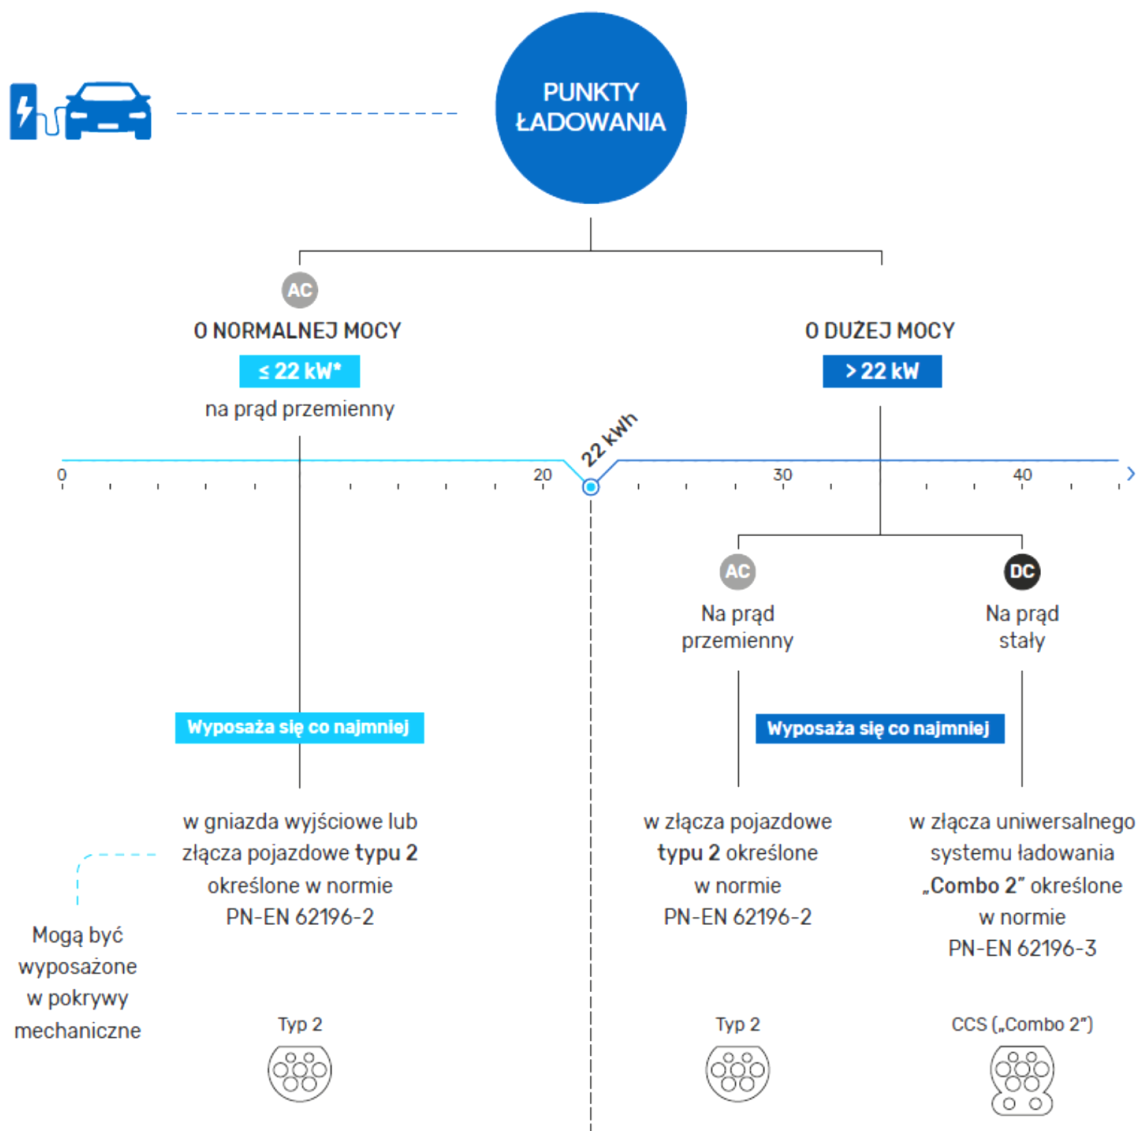 PUNKTY
ŁADOWANIA
AC
O NORMALNEJ MOCY
≤ 22 kW*
na prąd przemienny
O DUŻEJ MOCY
> 22 kW
22 kWh
0
20
30
40
AC
Na prąd
przemienny
DC
Na prąd
stały
Wyposaża się co najmniej
Wyposaża się co najmniej
w gniazda wyjściowe lub
złącza pojazdowe typu 2
określone w normie
PN-EN 62196-2
Mogą być
wyposażone
w pokrywy
mechaniczne
w złącza pojazdowe
typu 2 określone
w normie
PN-EN 62196-2
w złącza uniwersalnego
systemu ładowania
„Combo 2” określone
w normie
PN-EN 62196-3
Typ 2
Typ 2
CCS („Combo 2”)